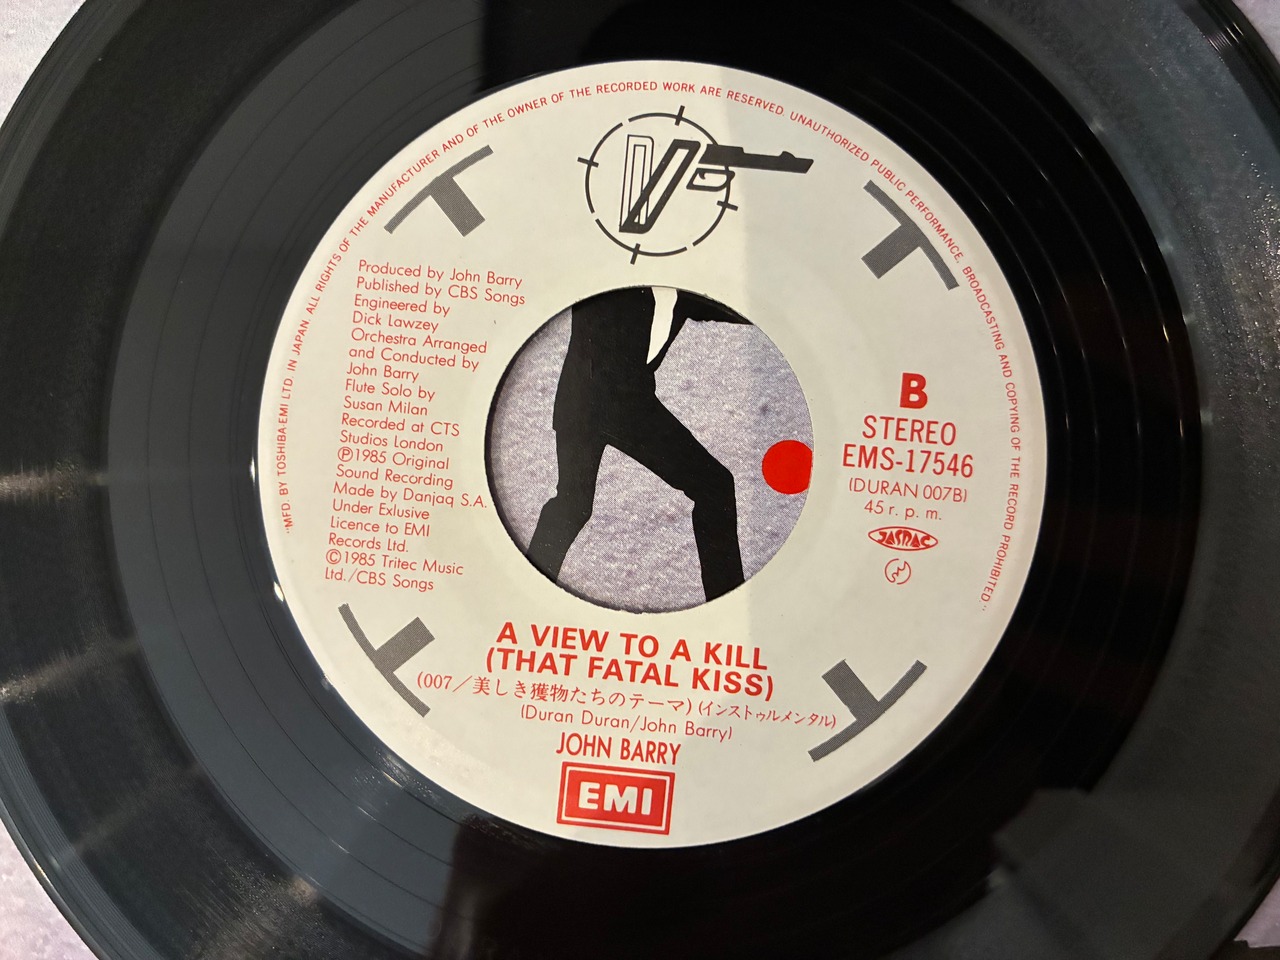 "MFD. BY TOSHIBA-EMI LTD. IN JAPAN. ALL RIGHTS OF THE MANUFACTURER AND OF THE OWNER OF THE RECORDED WORK ARE RESERVED. UNAUTHORIZED PUBLIC PERFORMANCE, BROADCASTING AND COPYING OF THE RECORD PROHIBITED."
Produced by John Barry
Published by CBS Songs
Engineered by
Dick Lawzey
Orchestra Arranged
and Conducted by
John Barry
Flute Solo by
Susan Milan
Recorded at CTS
Studios London
Ⓟ1985 Original
Sound Recording
Made by Danjaq S.A.
Under Exlusive
Licence to EMI
Records Ltd.
©1985 Tritec Music
Ltd./CBS Songs
B
STEREO
EMS-17546
(DURAN 007B)
45 r. p. m.
JASRAC
A VIEW TO A KILL
(THAT FATAL KISS)
(007/美しき獲物たちのテーマ) (インストゥルメンタル)
(Duran Duran/John Barry)
JOHN BARRY
EMI